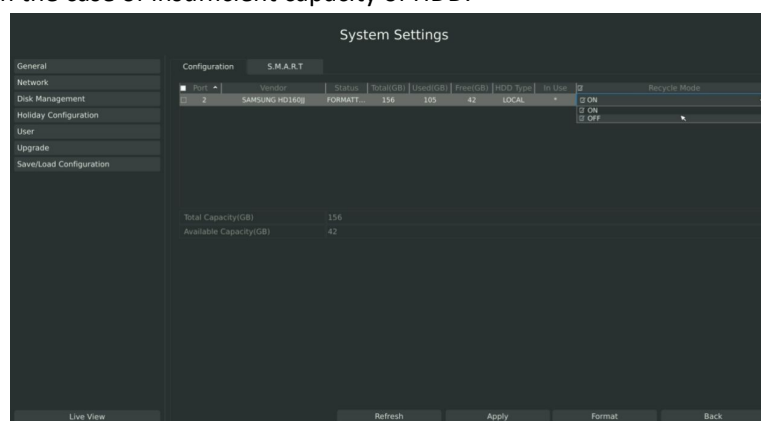 in the case of insufficient capacity of HDD.
System Settings
General
Network
Disk Management
Holiday Configuration
User
Upgrade
Save/Load Configuration
Live View
Configuration S.M.A.R.T
Port Vendor Status Total(GB) Used(GB) Free(GB) HDD Type In Use Recycle Mode
2 SAMSUNG HD160JJ FORMATT... 156 105 42 LOCAL * ON
ON
OFF
Total Capacity(GB) 156
Available Capacity(GB) 42
Refresh Apply Format Back